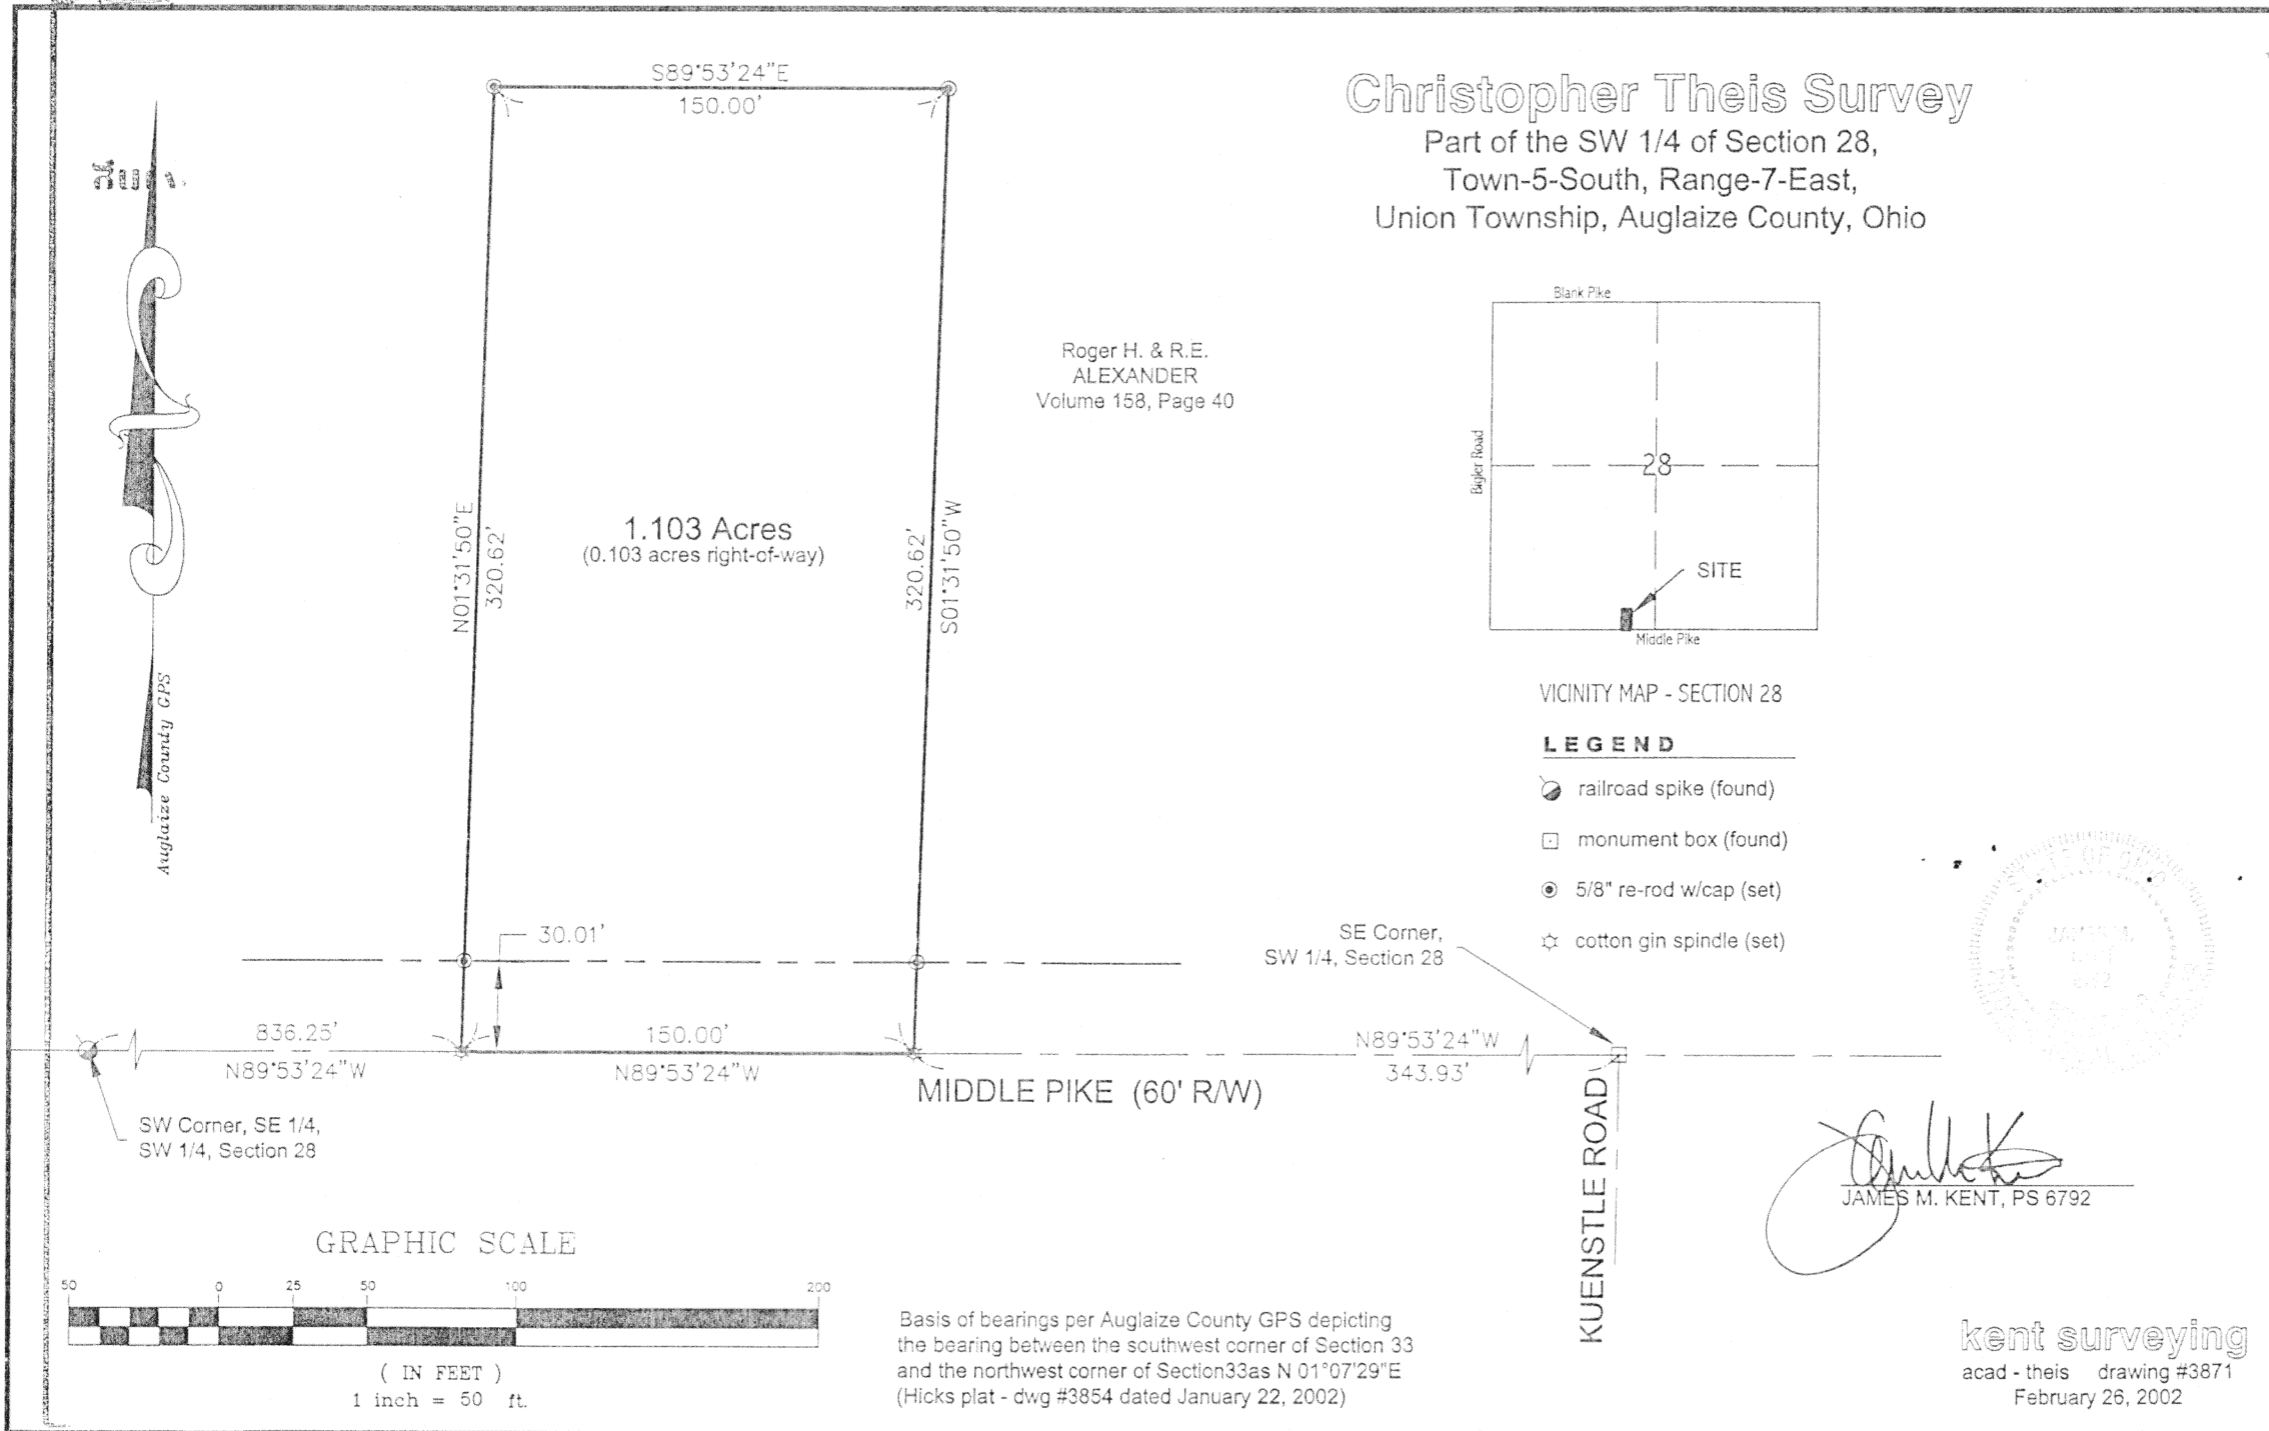 Christopher Theis Survey
Part of the SW 1/4 of Section 28,
Town-5-South, Range-7-East,
Union Township, Auglaize County, Ohio
S89°53'24"E
150.00'
Roger H. & R.E.
ALEXANDER
Volume 158, Page 40
N01°31'50"E
320.62'
1.103 Acres
(0.103 acres right-of-way)
320.62'
S01°31'50"W
Auglaize County GPS
Blank Pike
Bigler Road
28
SITE
Middle Pike
VICINITY MAP - SECTION 28
LEGEND
railroad spike (found)
monument box (found)
5/8" re-rod w/cap (set)
cotton gin spindle (set)
30.01'
SE Corner,
SW 1/4, Section 28
836.25'
N89°53'24"W
150.00'
N89°53'24"W
N89°53'24"W
343.93'
MIDDLE PIKE (60' R/W)
SW Corner, SE 1/4,
SW 1/4, Section 28
KUENSTLE ROAD
JAMES M. KENT, PS 6792
GRAPHIC SCALE
50 0 25 50 100 200
( IN FEET )
1 inch = 50 ft.
Basis of bearings per Auglaize County GPS depicting
the bearing between the southwest corner of Section 33
and the northwest corner of Section33as N 01°07'29"E
(Hicks plat - dwg #3854 dated January 22, 2002)
kent surveying
acad - theis drawing #3871
February 26, 2002